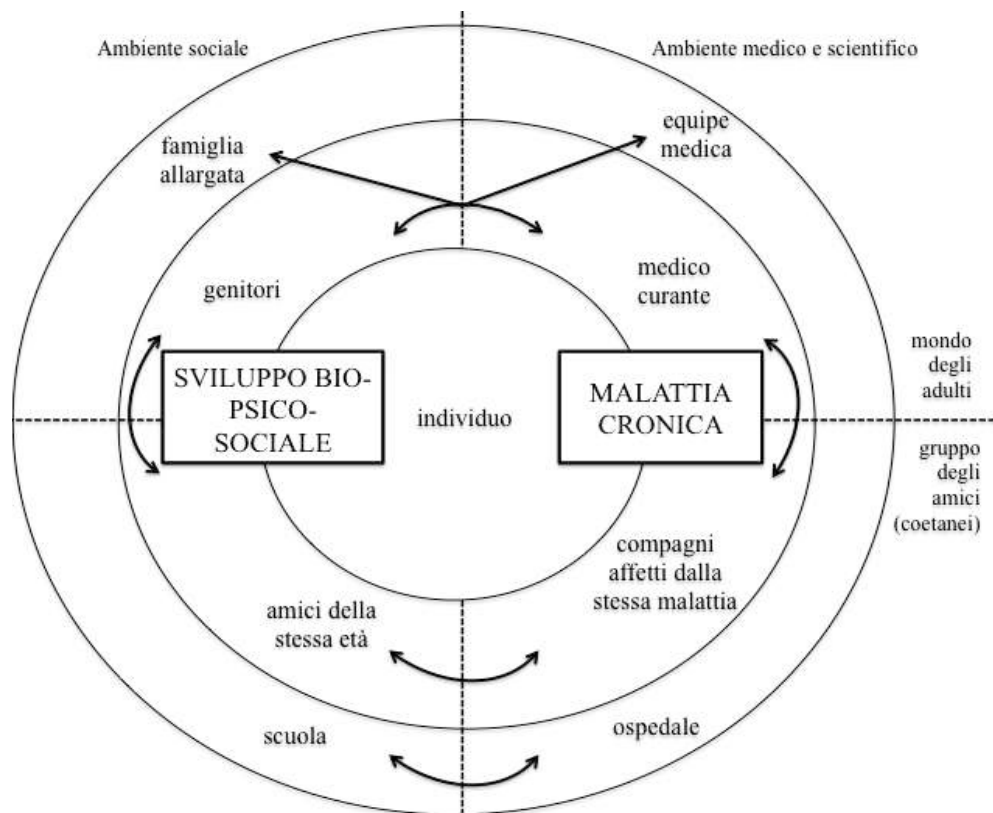 Ambiente sociale
Ambiente medico e scientifico
famiglia
allargata
equipe
medica
genitori
medico
curante
SVILUPPO BIO-
PSICO-
SOCIALE
individuo
MALATTIA
CRONICA
mondo
degli
adulti
gruppo
degli
amici
(coetanei)
amici della
stessa età
compagni
affetti dalla
stessa malattia
scuola
ospedale